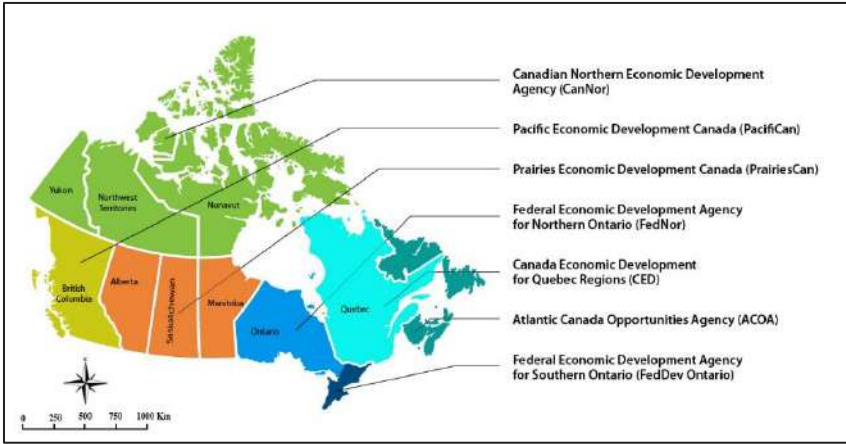 Canadian Northern Economic Development
Agency (CanNor)
Pacific Economic Development Canada (PacifiCan)
Prairies Economic Development Canada (PrairiesCan)
Federal Economic Development Agency
for Northern Ontario (FedNor)
Canada Economic Development
for Quebec Regions (CED)
Atlantic Canada Opportunities Agency (ACOA)
Federal Economic Development Agency
for Southern Ontario (FedDev Ontario)
Yukon
Northwest
Territories
Nunavut
British
Columbia
Alberta
Saskatchewan
Manitoba
Ontario
Quebec
0 250 500 750 1000 Km